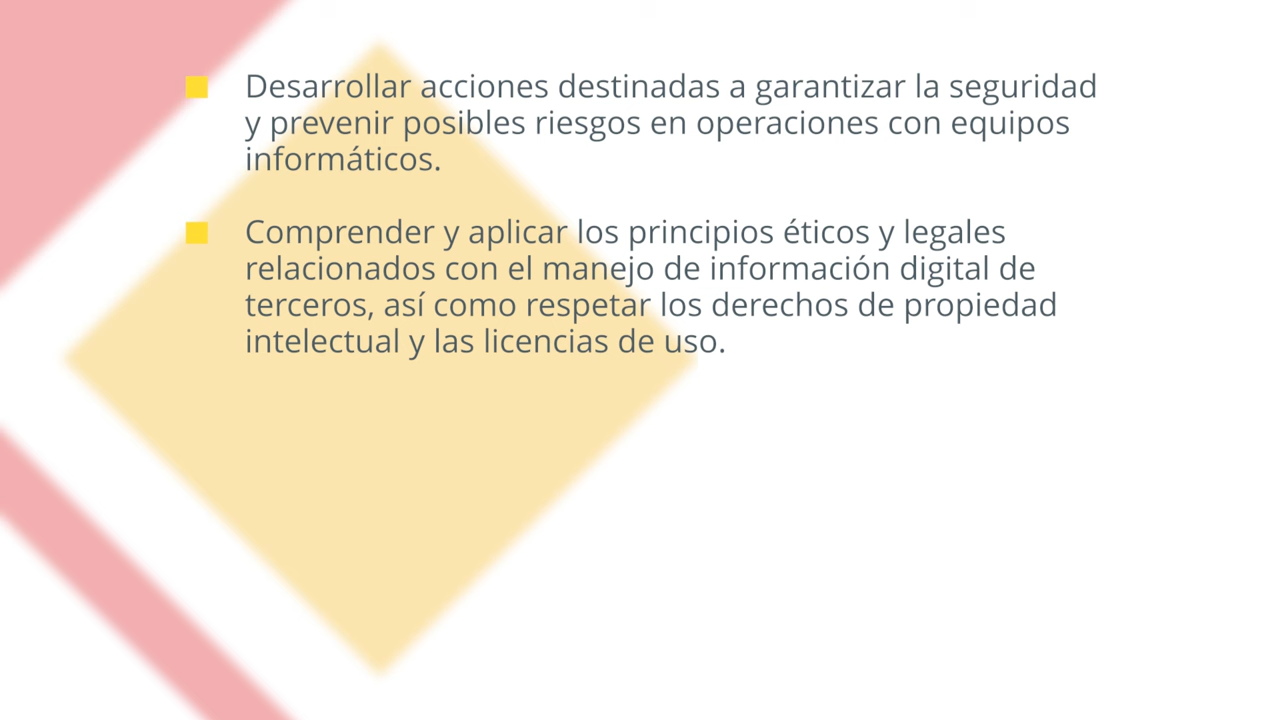 Desarrollar acciones destinadas a garantizar la seguridad
y prevenir posibles riesgos en operaciones con equipos
informáticos.
Comprender y aplicar los principios éticos y legales
relacionados con el manejo de información digital de
terceros, así como respetar los derechos de propiedad
intelectual y las licencias de uso.